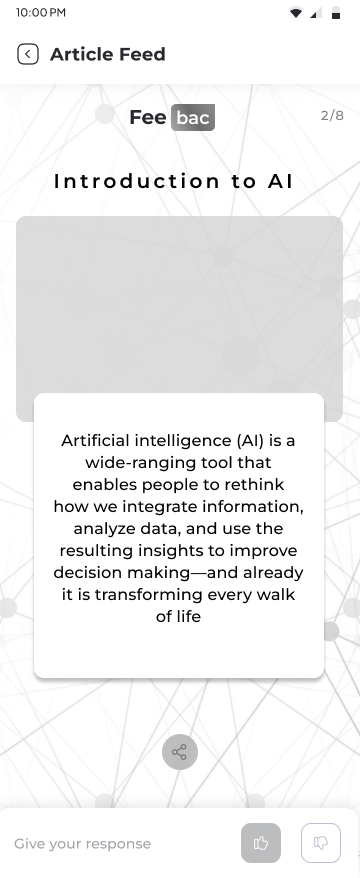 10:00 PM
Article Feed
Fee bac
2/8
Introduction to AI
Artificial intelligence (AI) is a
wide-ranging tool that
enables people to rethink
how we integrate information,
analyze data, and use the
resulting insights to improve
decision making—and already
it is transforming every walk
of life
Give your response